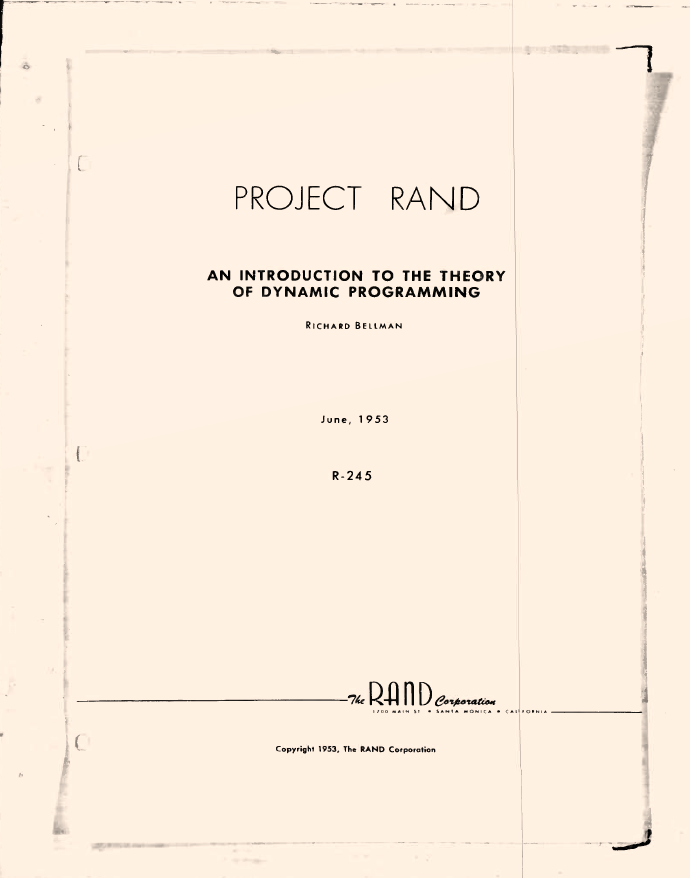 PROJECT RAND
AN INTRODUCTION TO THE THEORY
OF DYNAMIC PROGRAMMING
RICHARD BELLMAN
June, 1953
R-245
The RAND Corporation
1700 MAIN ST. • SANTA MONICA • CALIFORNIA
Copyright 1953, The RAND Corporation